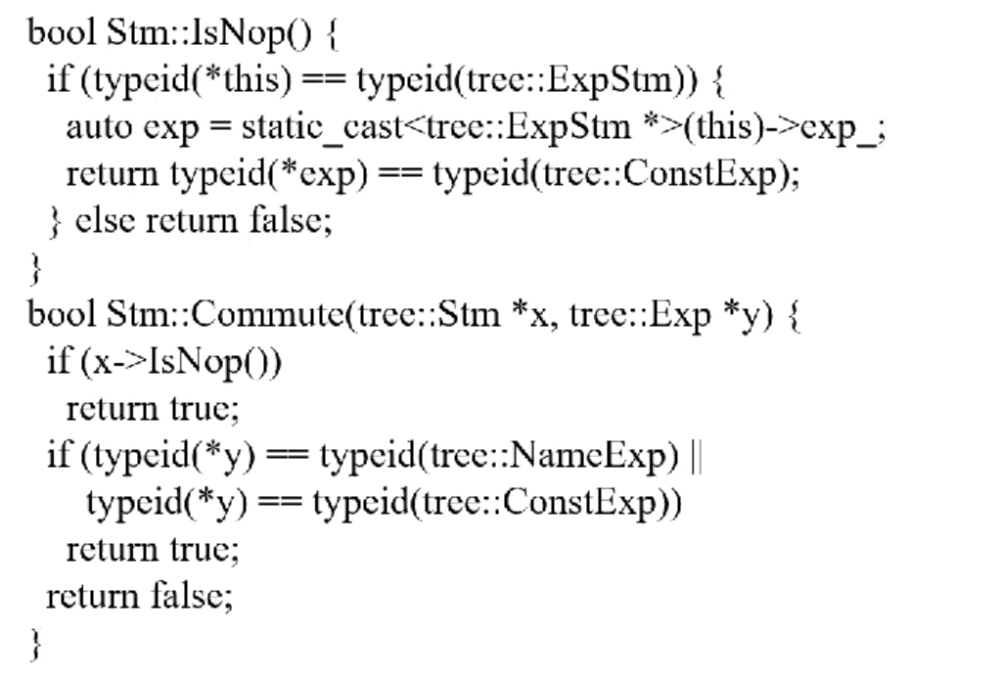 bool Stm::IsNop() {
if (typeid(*this) == typeid(tree::ExpStm)) {
auto exp = static_cast<tree::ExpStm *>(this)->exp_;
return typeid(*exp) == typeid(tree::ConstExp);
} else return false;
}
bool Stm::Commute(tree::Stm *x, tree::Exp *y) {
if (x->IsNop())
return true;
if (typeid(*y) == typeid(tree::NameExp) ||
typeid(*y) == typeid(tree::ConstExp))
return true;
return false;
}